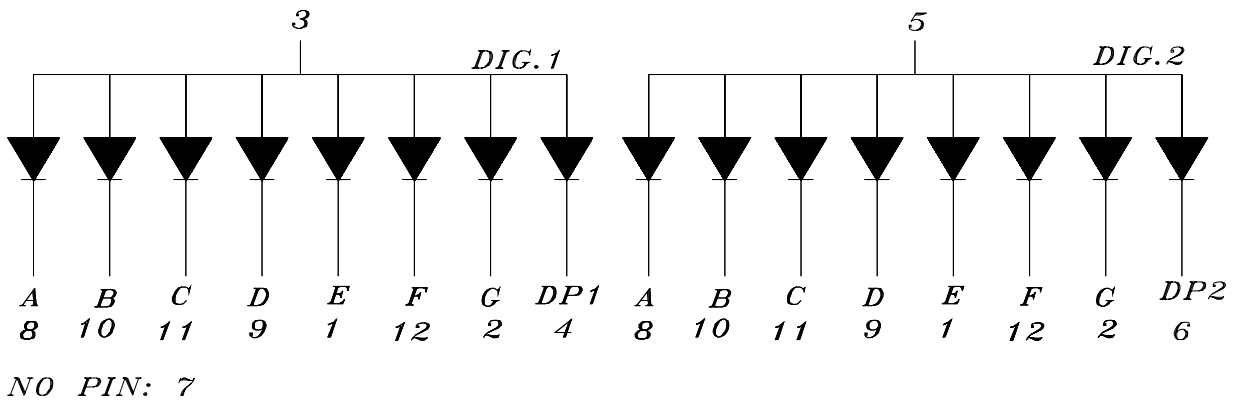 3 5
DIG.1 DIG.2
A B C D E F G DP1 A B C D E F G DP2
8 10 11 9 1 12 2 4 8 10 11 9 1 12 2 6
NO PIN: 7